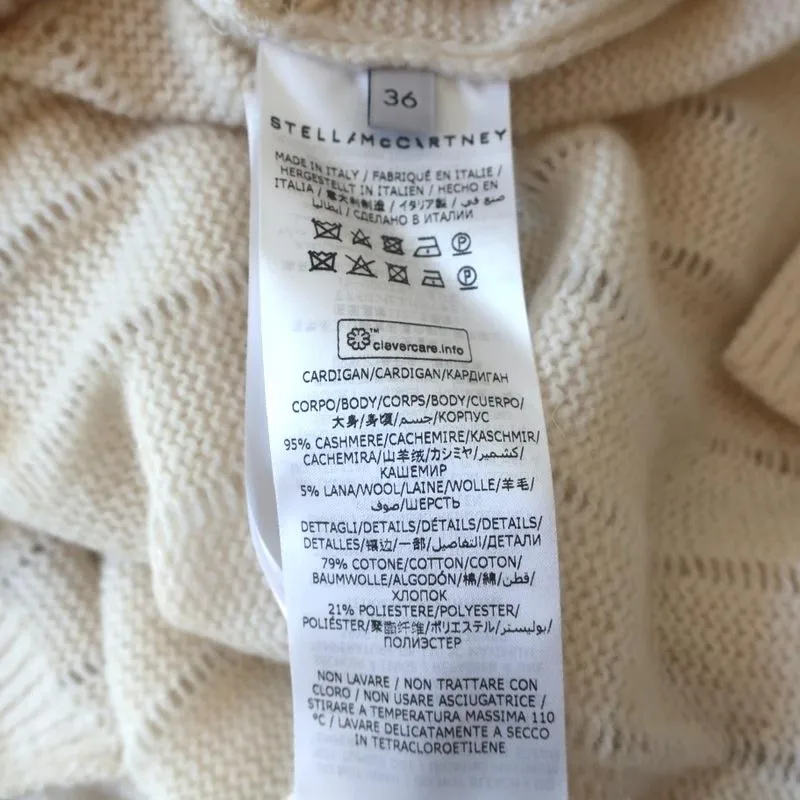 36
STELLA McCARTNEY
MADE IN ITALY / FABRIQUÉ EN ITALIE /
HERGESTELLT IN ITALIEN / HECHO EN
ITALIA / 意大利制造 / イタリア製 / صنع في
إيطاليا / СДЕЛАНО В ИТАЛИИ
P
P
clevercare.info™
CARDIGAN/CARDIGAN/КАРДИГАН
CORPO/BODY/CORPS/BODY/CUERPO/
大身/身頃/جسم/КОРПУС
95% CASHMERE/CACHEMIRE/KASCHMIR/
CACHEMIRA/山羊绒/カシミヤ/كشمير/
КАШЕМИР
5% LANA/WOOL/LAINE/WOLLE/羊毛/
صوف/ШЕРСТЬ
DETTAGLI/DETAILS/DÉTAILS/DETAILS/
DETALLES/镶边/一部/التفاصيل/ДЕТАЛИ
79% COTONE/COTTON/COTON/
BAUMWOLLE/ALGODÓN/棉/綿/قطن/
ХЛОПОК
21% POLIESTERE/POLYESTER/
POLIÉSTER/聚酯纤维/ポリエステル/بوليستر/
ПОЛИЭСТЕР
NON LAVARE / NON TRATTARE CON
CLORO / NON USARE ASCIUGATRICE /
STIRARE A TEMPERATURA MASSIMA 110
°C / LAVARE DELICATAMENTE A SECCO
IN TETRACLOROETILENE